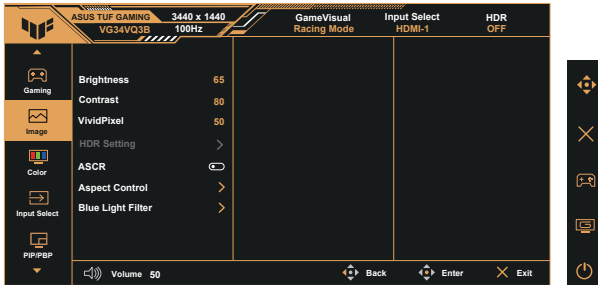 ASUS TUF GAMING 3440 x 1440
VG34VQ3B 100Hz
GameVisual
Racing Mode
Input Select
HDMI-1
HDR
OFF
Gaming
Image
Color
Input Select
PIP/PBP
Brightness 65
Contrast 80
VividPixel 50
HDR Setting
ASCR
Aspect Control
Blue Light Filter
Volume 50
Back
Enter
Exit